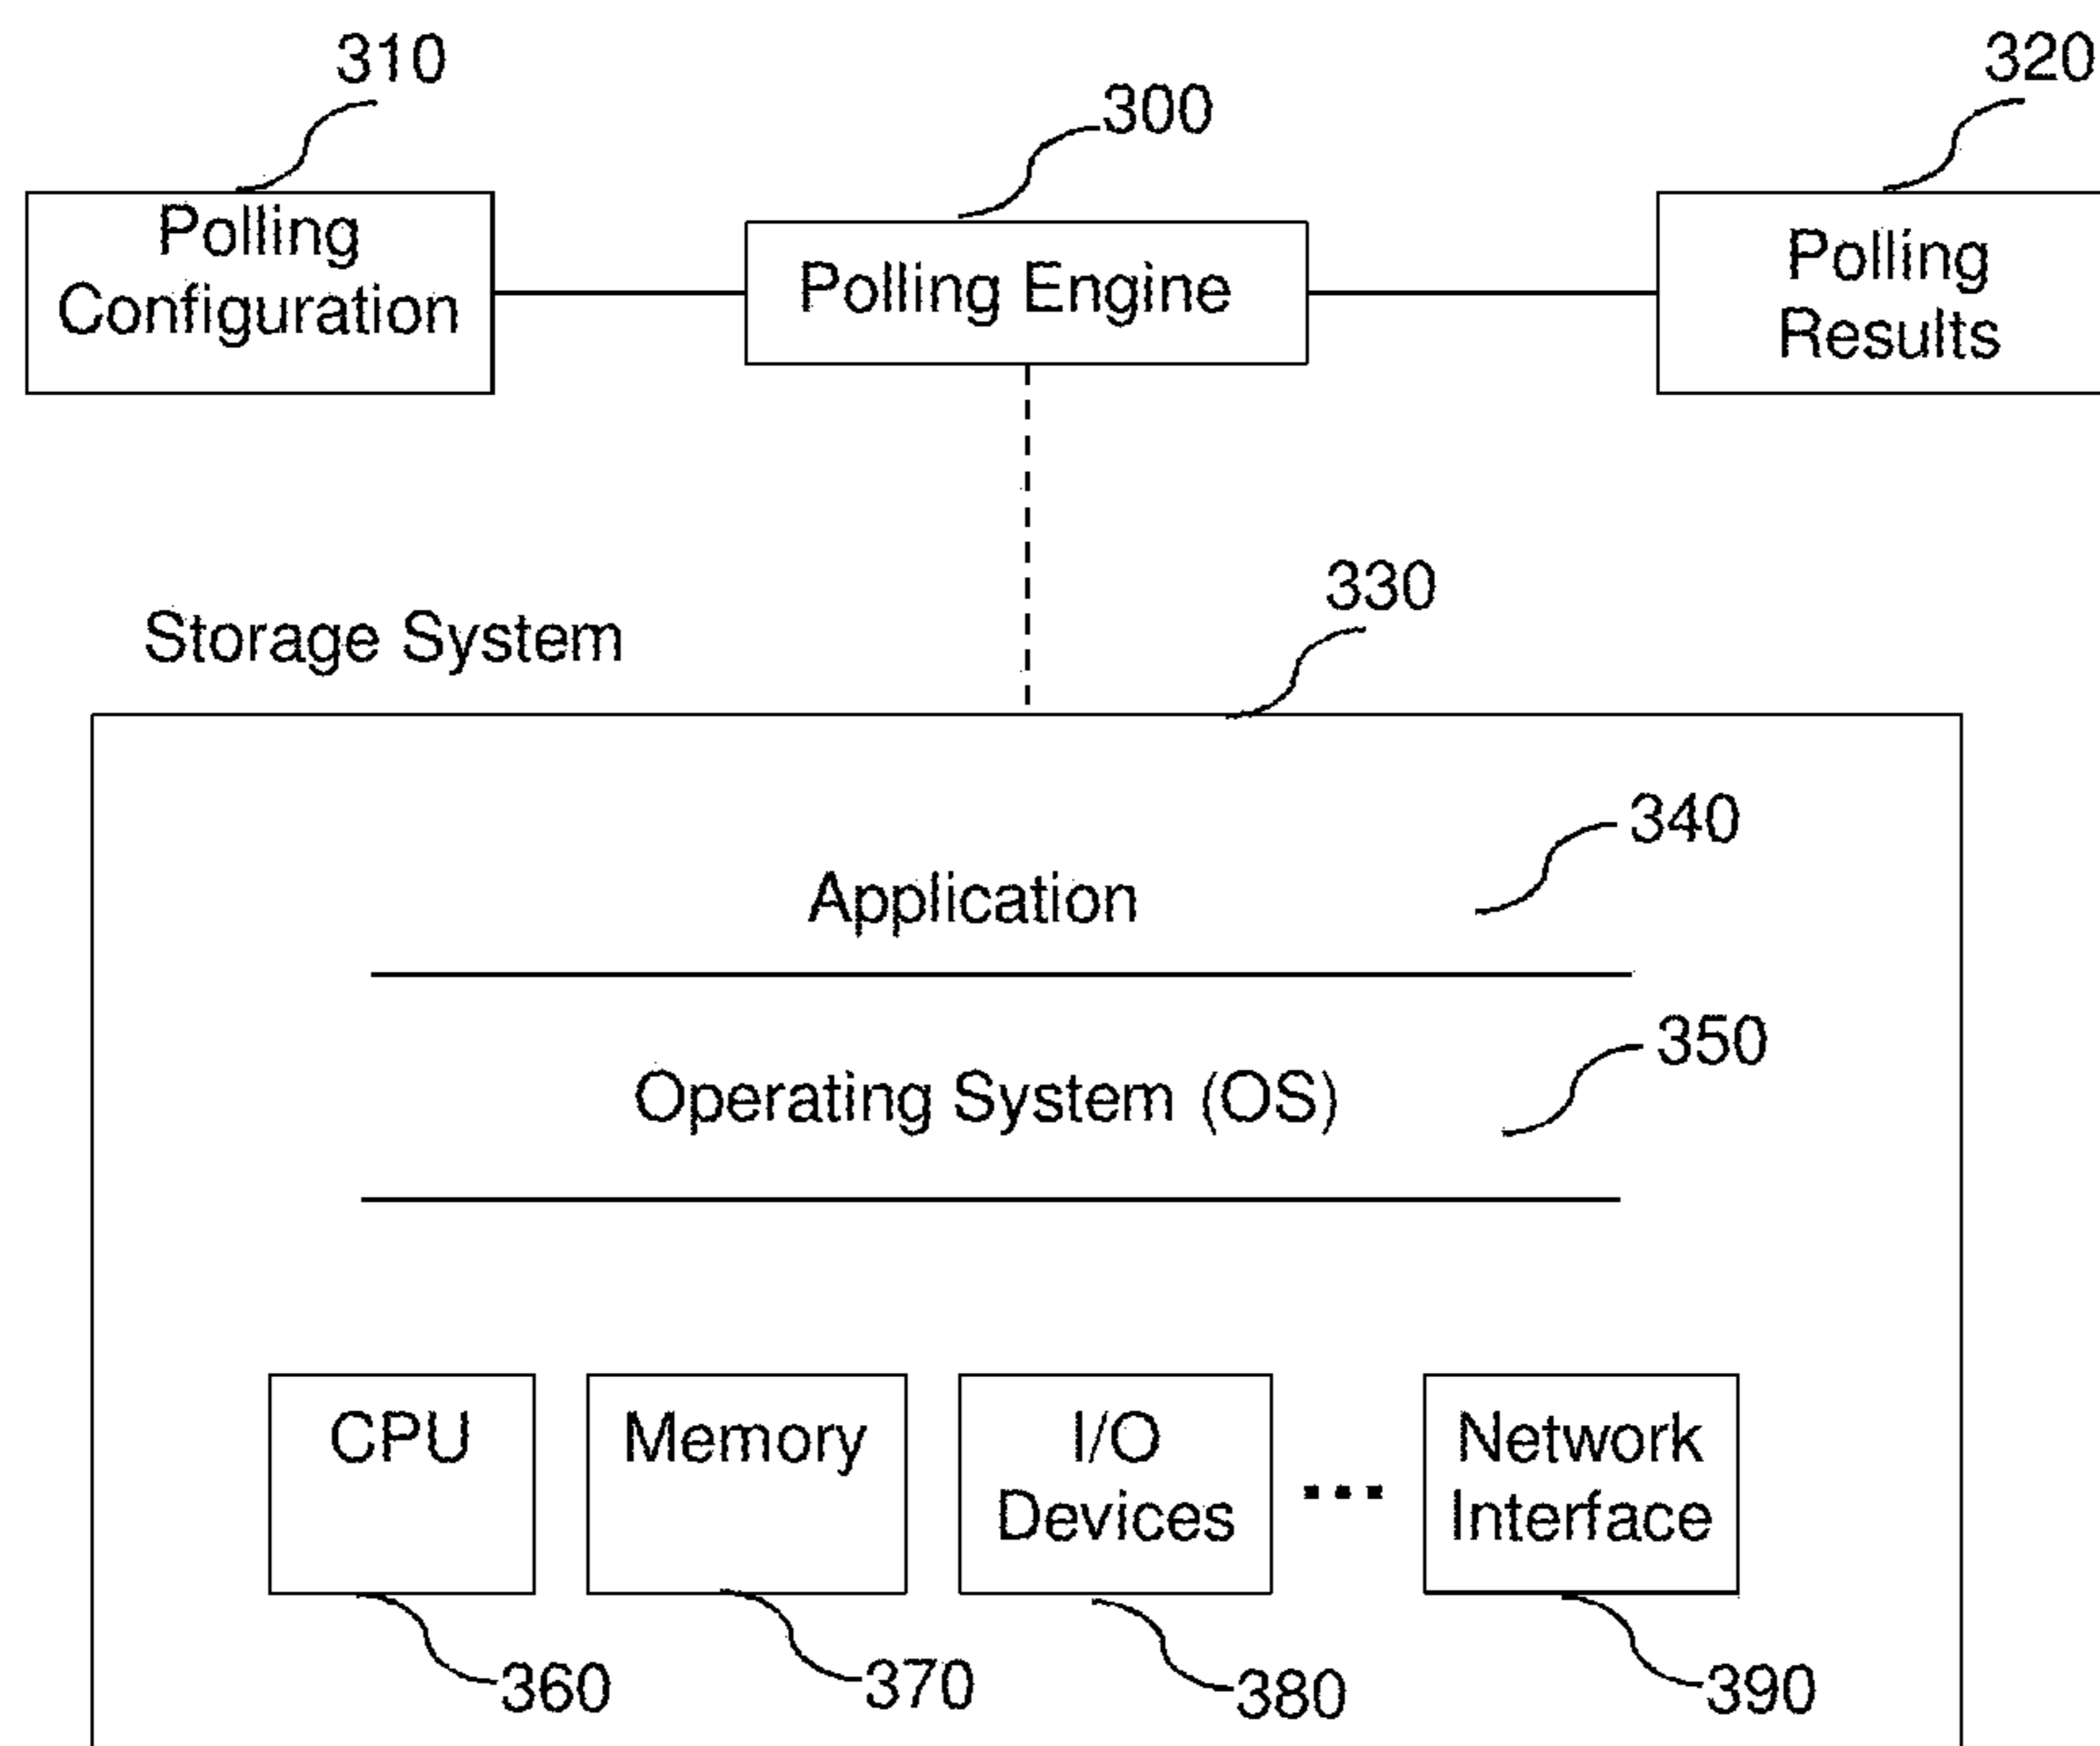 310
300
320
Polling
Configuration
Polling Engine
Polling
Results
330
Storage System
340
Application
350
Operating System (OS)
CPU
Memory
I/O
Devices
...
Network
Interface
360
370
380
390